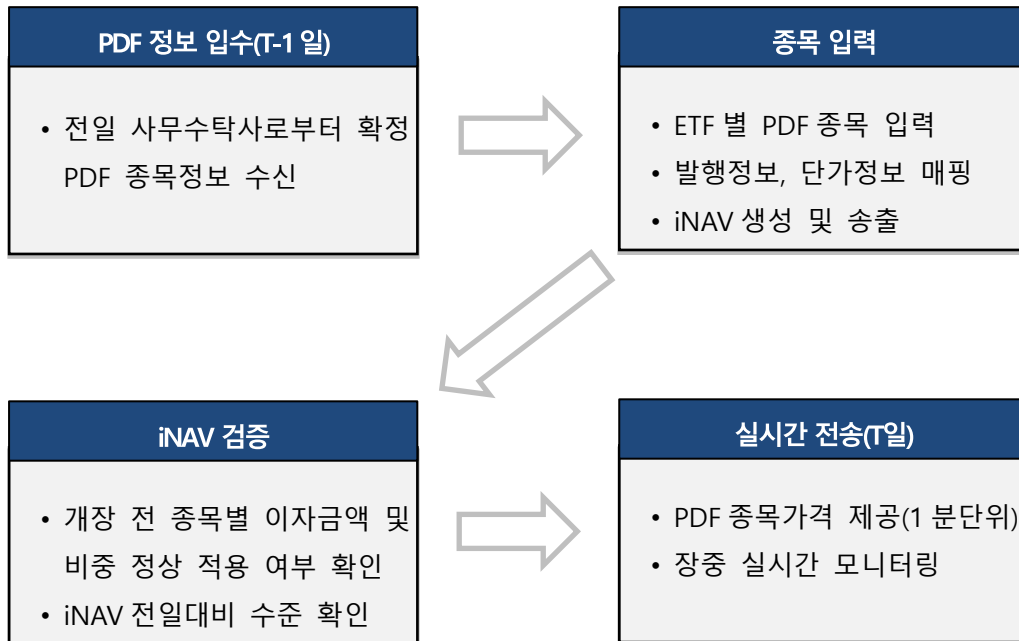 PDF 정보 입수(T-1 일)
• 전일 사무수탁사로부터 확정
PDF 종목정보 수신
종목 입력
• ETF 별 PDF 종목 입력
• 발행정보, 단가정보 매핑
• iNAV 생성 및 송출
iNAV 검증
• 개장 전 종목별 이자금액 및
비중 정상 적용 여부 확인
• iNAV 전일대비 수준 확인
실시간 전송(T일)
• PDF 종목가격 제공(1 분단위)
• 장중 실시간 모니터링